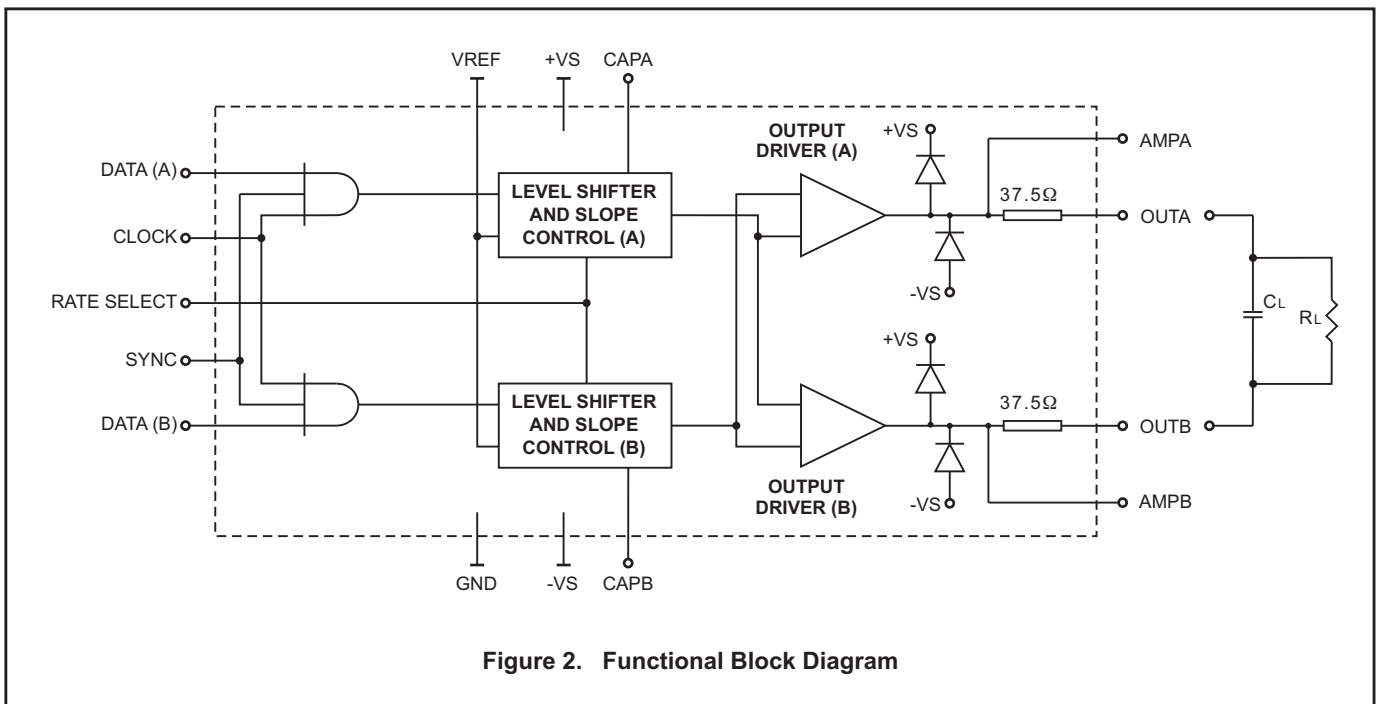 VREF
+VS
CAPA
DATA (A)
CLOCK
RATE SELECT
SYNC
DATA (B)
LEVEL SHIFTER
AND SLOPE
CONTROL (A)
LEVEL SHIFTER
AND SLOPE
CONTROL (B)
OUTPUT
DRIVER (A)
+VS
-VS
37.5Ω
AMPA
OUTA
CL
RL
+VS
-VS
37.5Ω
OUTB
AMPB
OUTPUT
DRIVER (B)
GND
-VS
CAPB
Figure 2. Functional Block Diagram